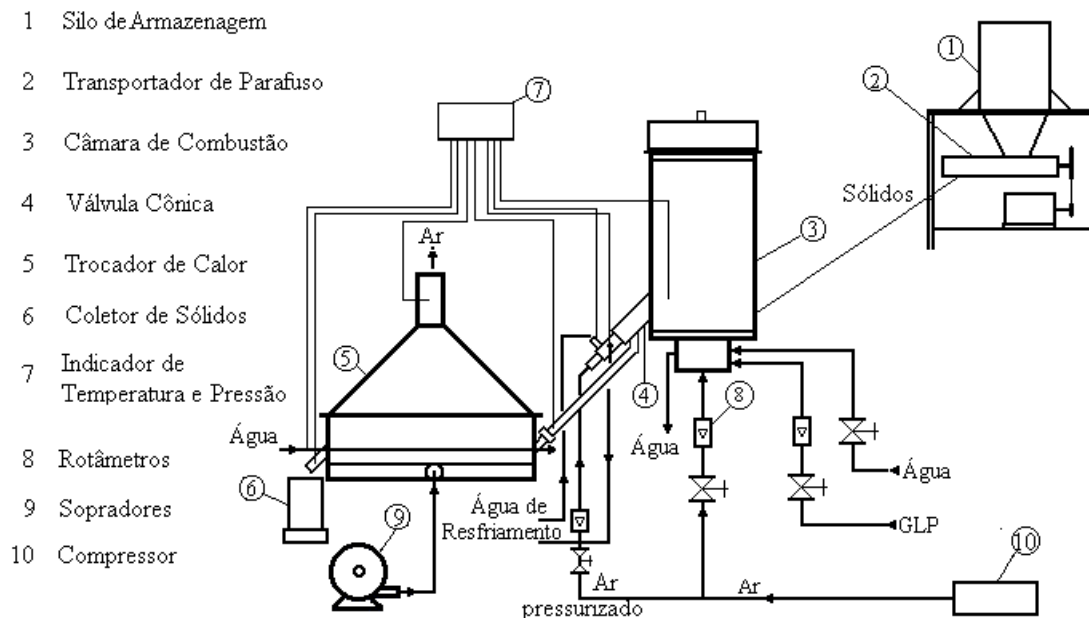 1 Silo de Armazenagem
2 Transportador de Parafuso
3 Câmara de Combustão
4 Válvula Cônica
5 Trocador de Calor
6 Coletor de Sólidos
7 Indicador de
Temperatura e Pressão
8 Rotâmetros
9 Sopradores
10 Compressor
7
1
2
Sólidos
3
Ar
5
4
8
Água
Água
Água
6
9
Água de
Resfriamento
GLP
10
Ar
pressurizado
Ar